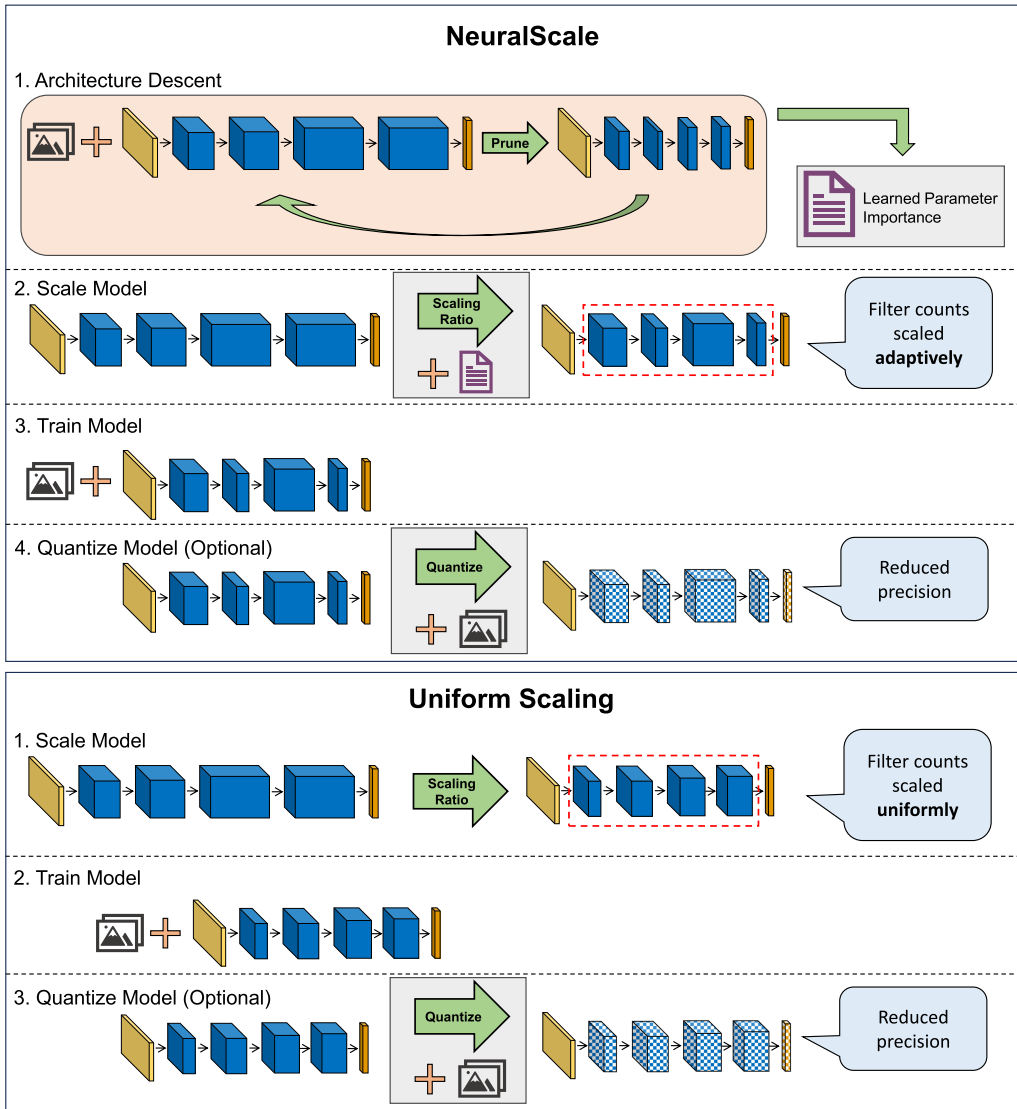 NeuralScale
1. Architecture Descent
Prune
Learned Parameter
Importance
2. Scale Model
Scaling
Ratio
Filter counts
scaled
adaptively
3. Train Model
4. Quantize Model (Optional)
Quantize
Reduced
precision
Uniform Scaling
1. Scale Model
Scaling
Ratio
Filter counts
scaled
uniformly
2. Train Model
3. Quantize Model (Optional)
Quantize
Reduced
precision